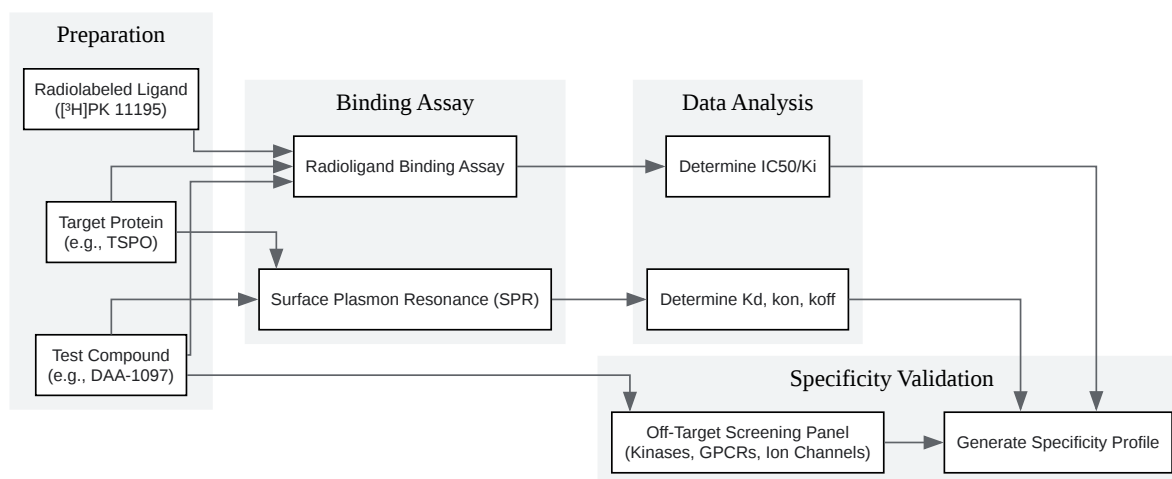 Preparation
Radiolabeled Ligand
([³H]PK 11195)
Target Protein
(e.g., TSPO)
Test Compound
(e.g., DAA-1097)
Binding Assay
Radioligand Binding Assay
Surface Plasmon Resonance (SPR)
Data Analysis
Determine IC50/Ki
Determine Kd, kon, koff
Specificity Validation
Off-Target Screening Panel
(Kinases, GPCRs, Ion Channels)
Generate Specificity Profile